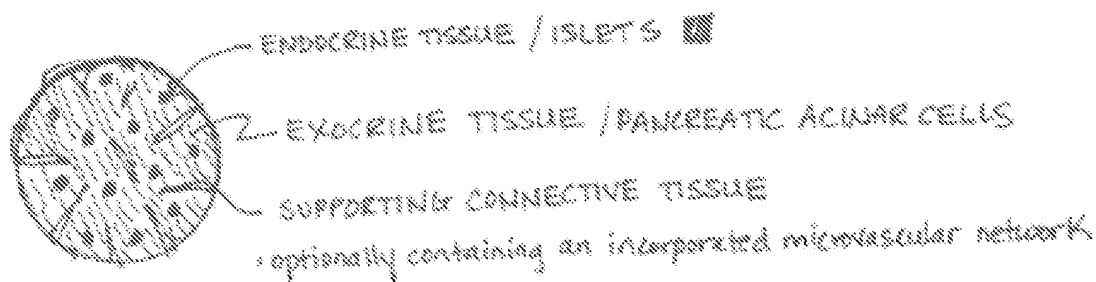 ENDOCRINE TISSUE / ISLETS
EXOCRINE TISSUE / PANCREATIC ACINAR CELLS
SUPPORTING CONNECTIVE TISSUE
· optionally containing an incorporated microvascular network